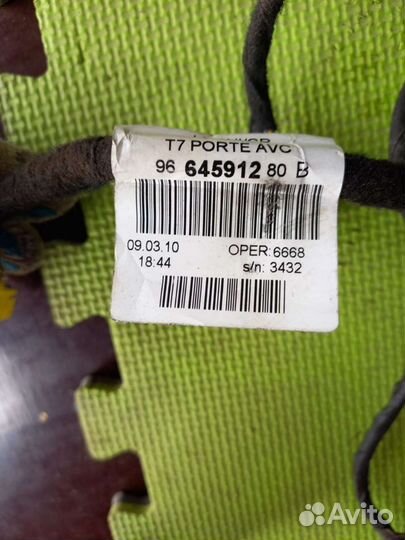 T7 PORTE AVC
96 645912 80 B
09.03.10 OPER:6668
18:44 s/n: 3432
Avito